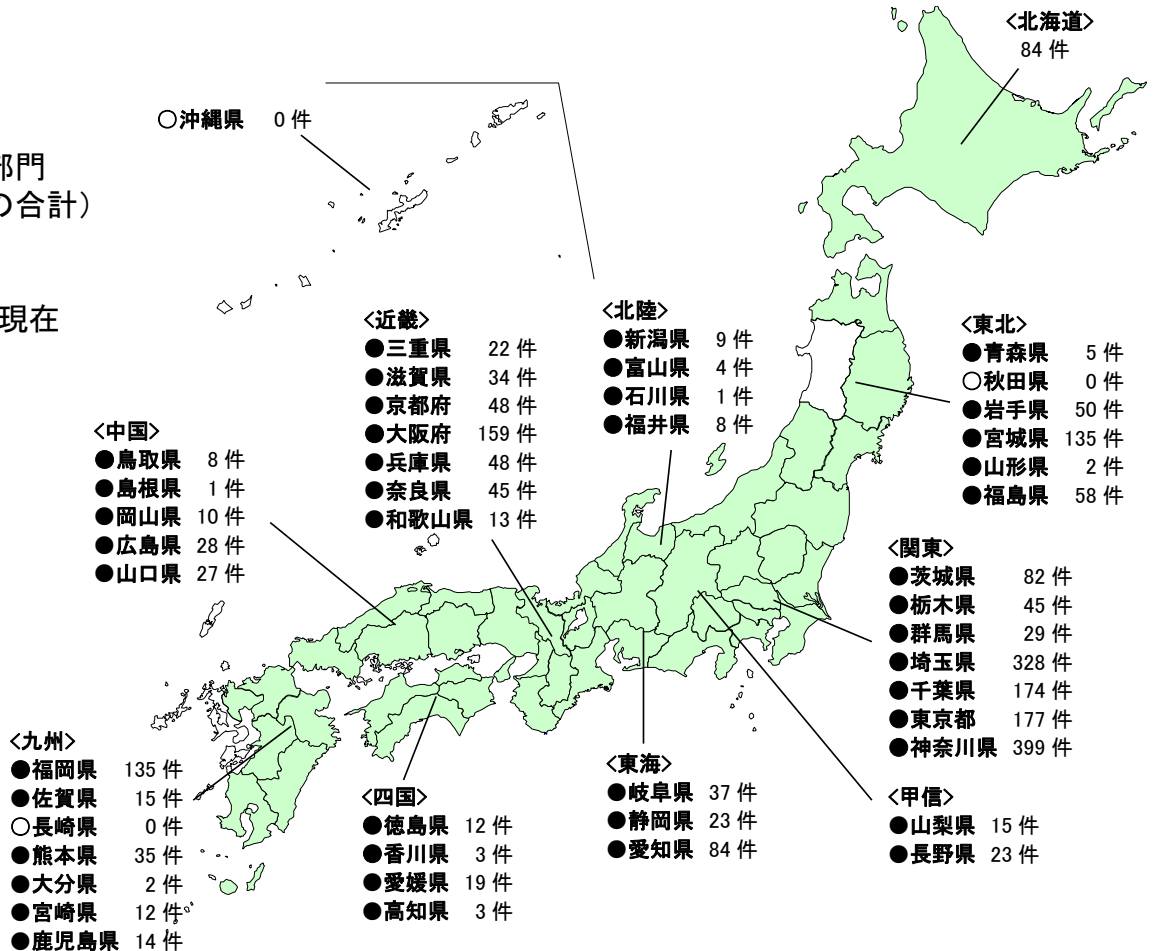 部門
の合計）
現在
○沖縄県 0 件
<北海道>
84 件
<東北>
●青森県 5 件
○秋田県 0 件
●岩手県 50 件
●宮城県 135 件
●山形県 2 件
●福島県 58 件
<北陸>
●新潟県 9 件
●富山県 4 件
●石川県 1 件
●福井県 8 件
<近畿>
●三重県 22 件
●滋賀県 34 件
●京都府 48 件
●大阪府 159 件
●兵庫県 48 件
●奈良県 45 件
●和歌山県 13 件
<中国>
●鳥取県 8 件
●島根県 1 件
●岡山県 10 件
●広島県 28 件
●山口県 27 件
<関東>
●茨城県 82 件
●栃木県 45 件
●群馬県 29 件
●埼玉県 328 件
●千葉県 174 件
●東京都 177 件
●神奈川県 399 件
<九州>
●福岡県 135 件
●佐賀県 15 件
○長崎県 0 件
●熊本県 35 件
●大分県 2 件
●宮崎県 12 件
●鹿児島県 14 件
<四国>
●徳島県 12 件
●香川県 3 件
●愛媛県 19 件
●高知県 3 件
<東海>
●岐阜県 37 件
●静岡県 23 件
●愛知県 84 件
<甲信>
●山梨県 15 件
●長野県 23 件